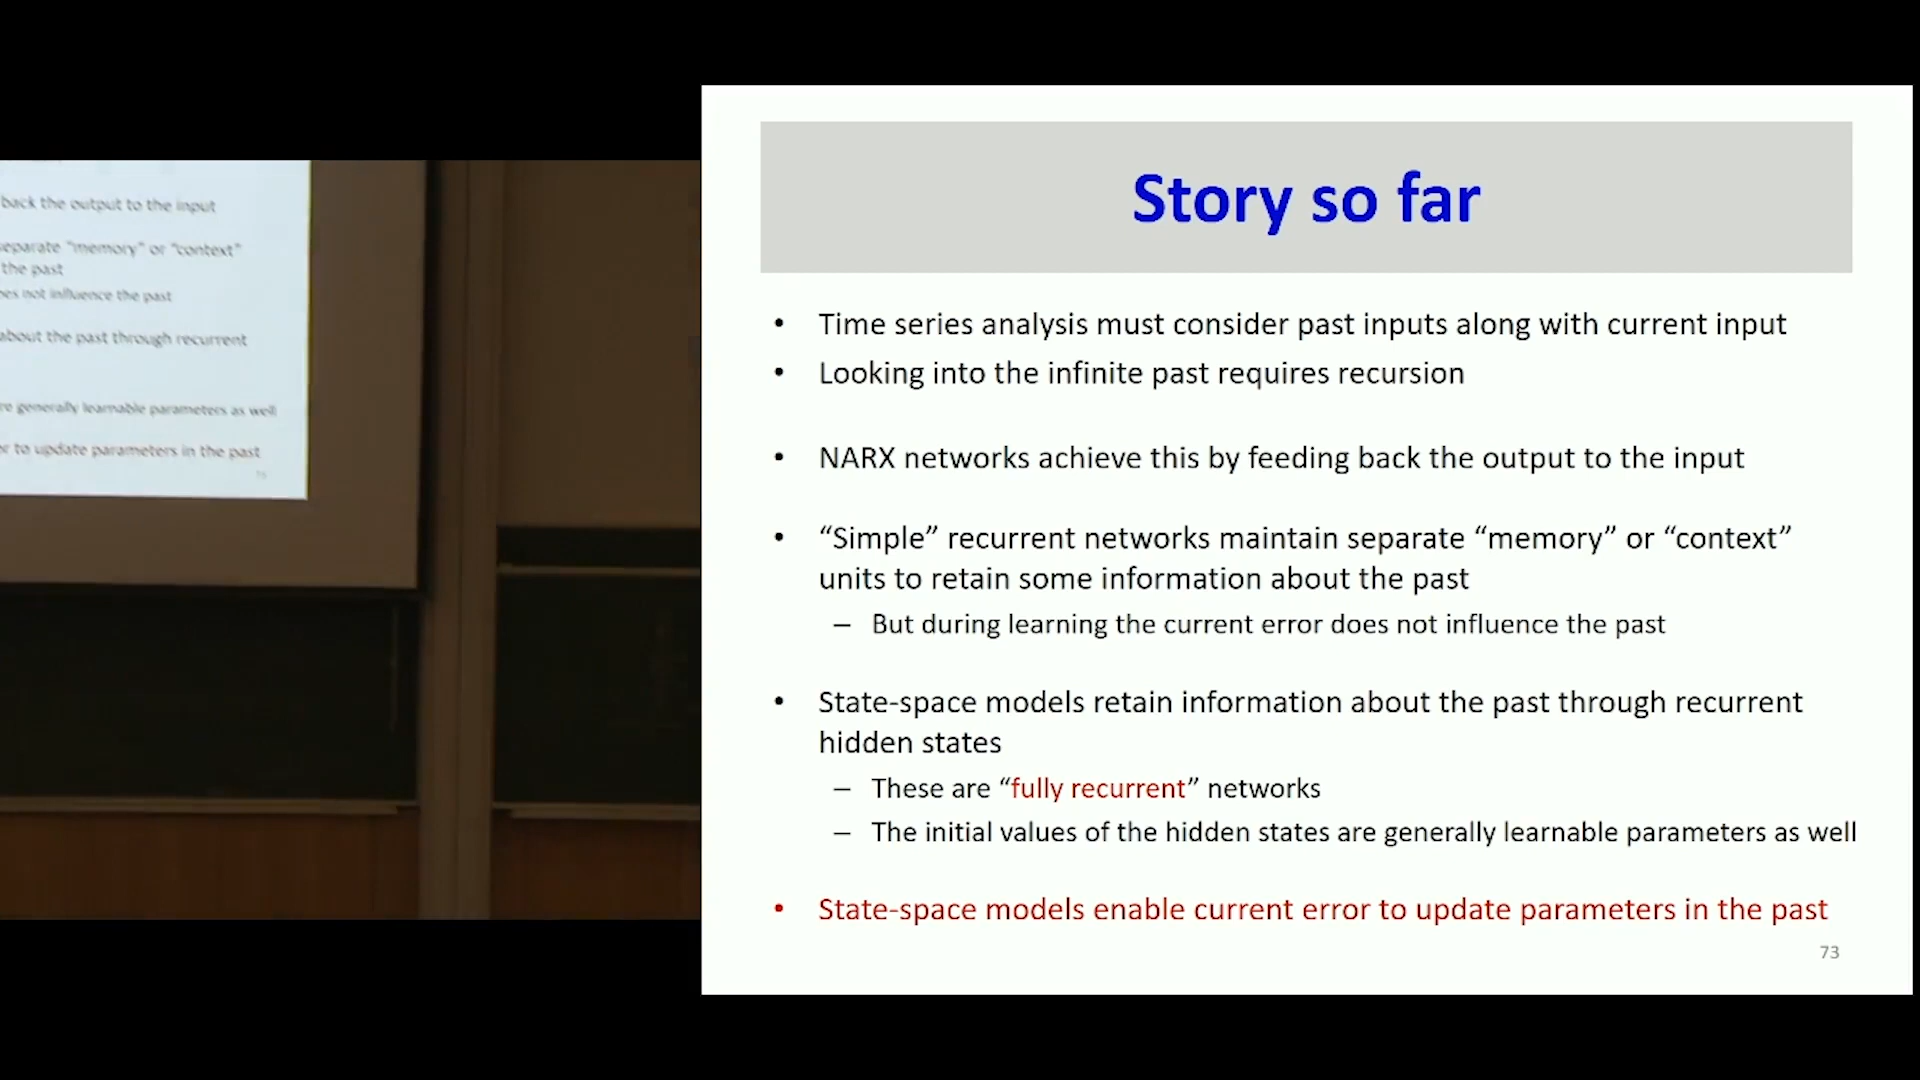 back the output to the input
separate "memory" or "context"
the past
not influence the past
about the past through recurrent
generally learnable parameters as well
to update parameters in the past
Story so far
• Time series analysis must consider past inputs along with current input
• Looking into the infinite past requires recursion
• NARX networks achieve this by feeding back the output to the input
• “Simple” recurrent networks maintain separate “memory” or “context”
units to retain some information about the past
– But during learning the current error does not influence the past
• State-space models retain information about the past through recurrent
hidden states
– These are “fully recurrent” networks
– The initial values of the hidden states are generally learnable parameters as well
• State-space models enable current error to update parameters in the past
73